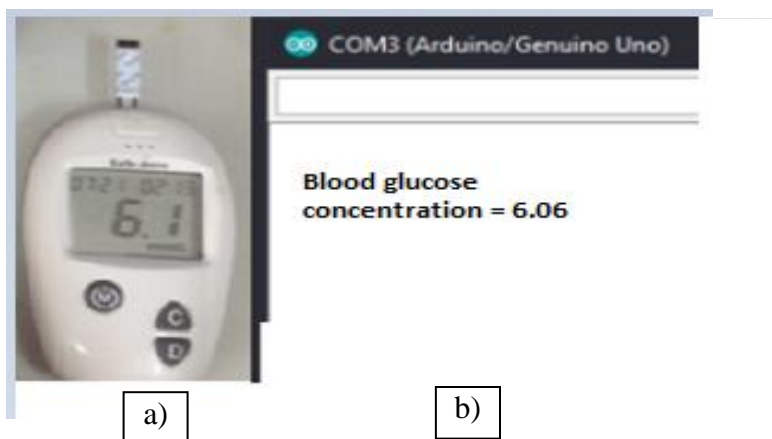 COM3 (Arduino/Genuino Uno)
Blood glucose
concentration = 6.06
6.1
C
D
a)
b)